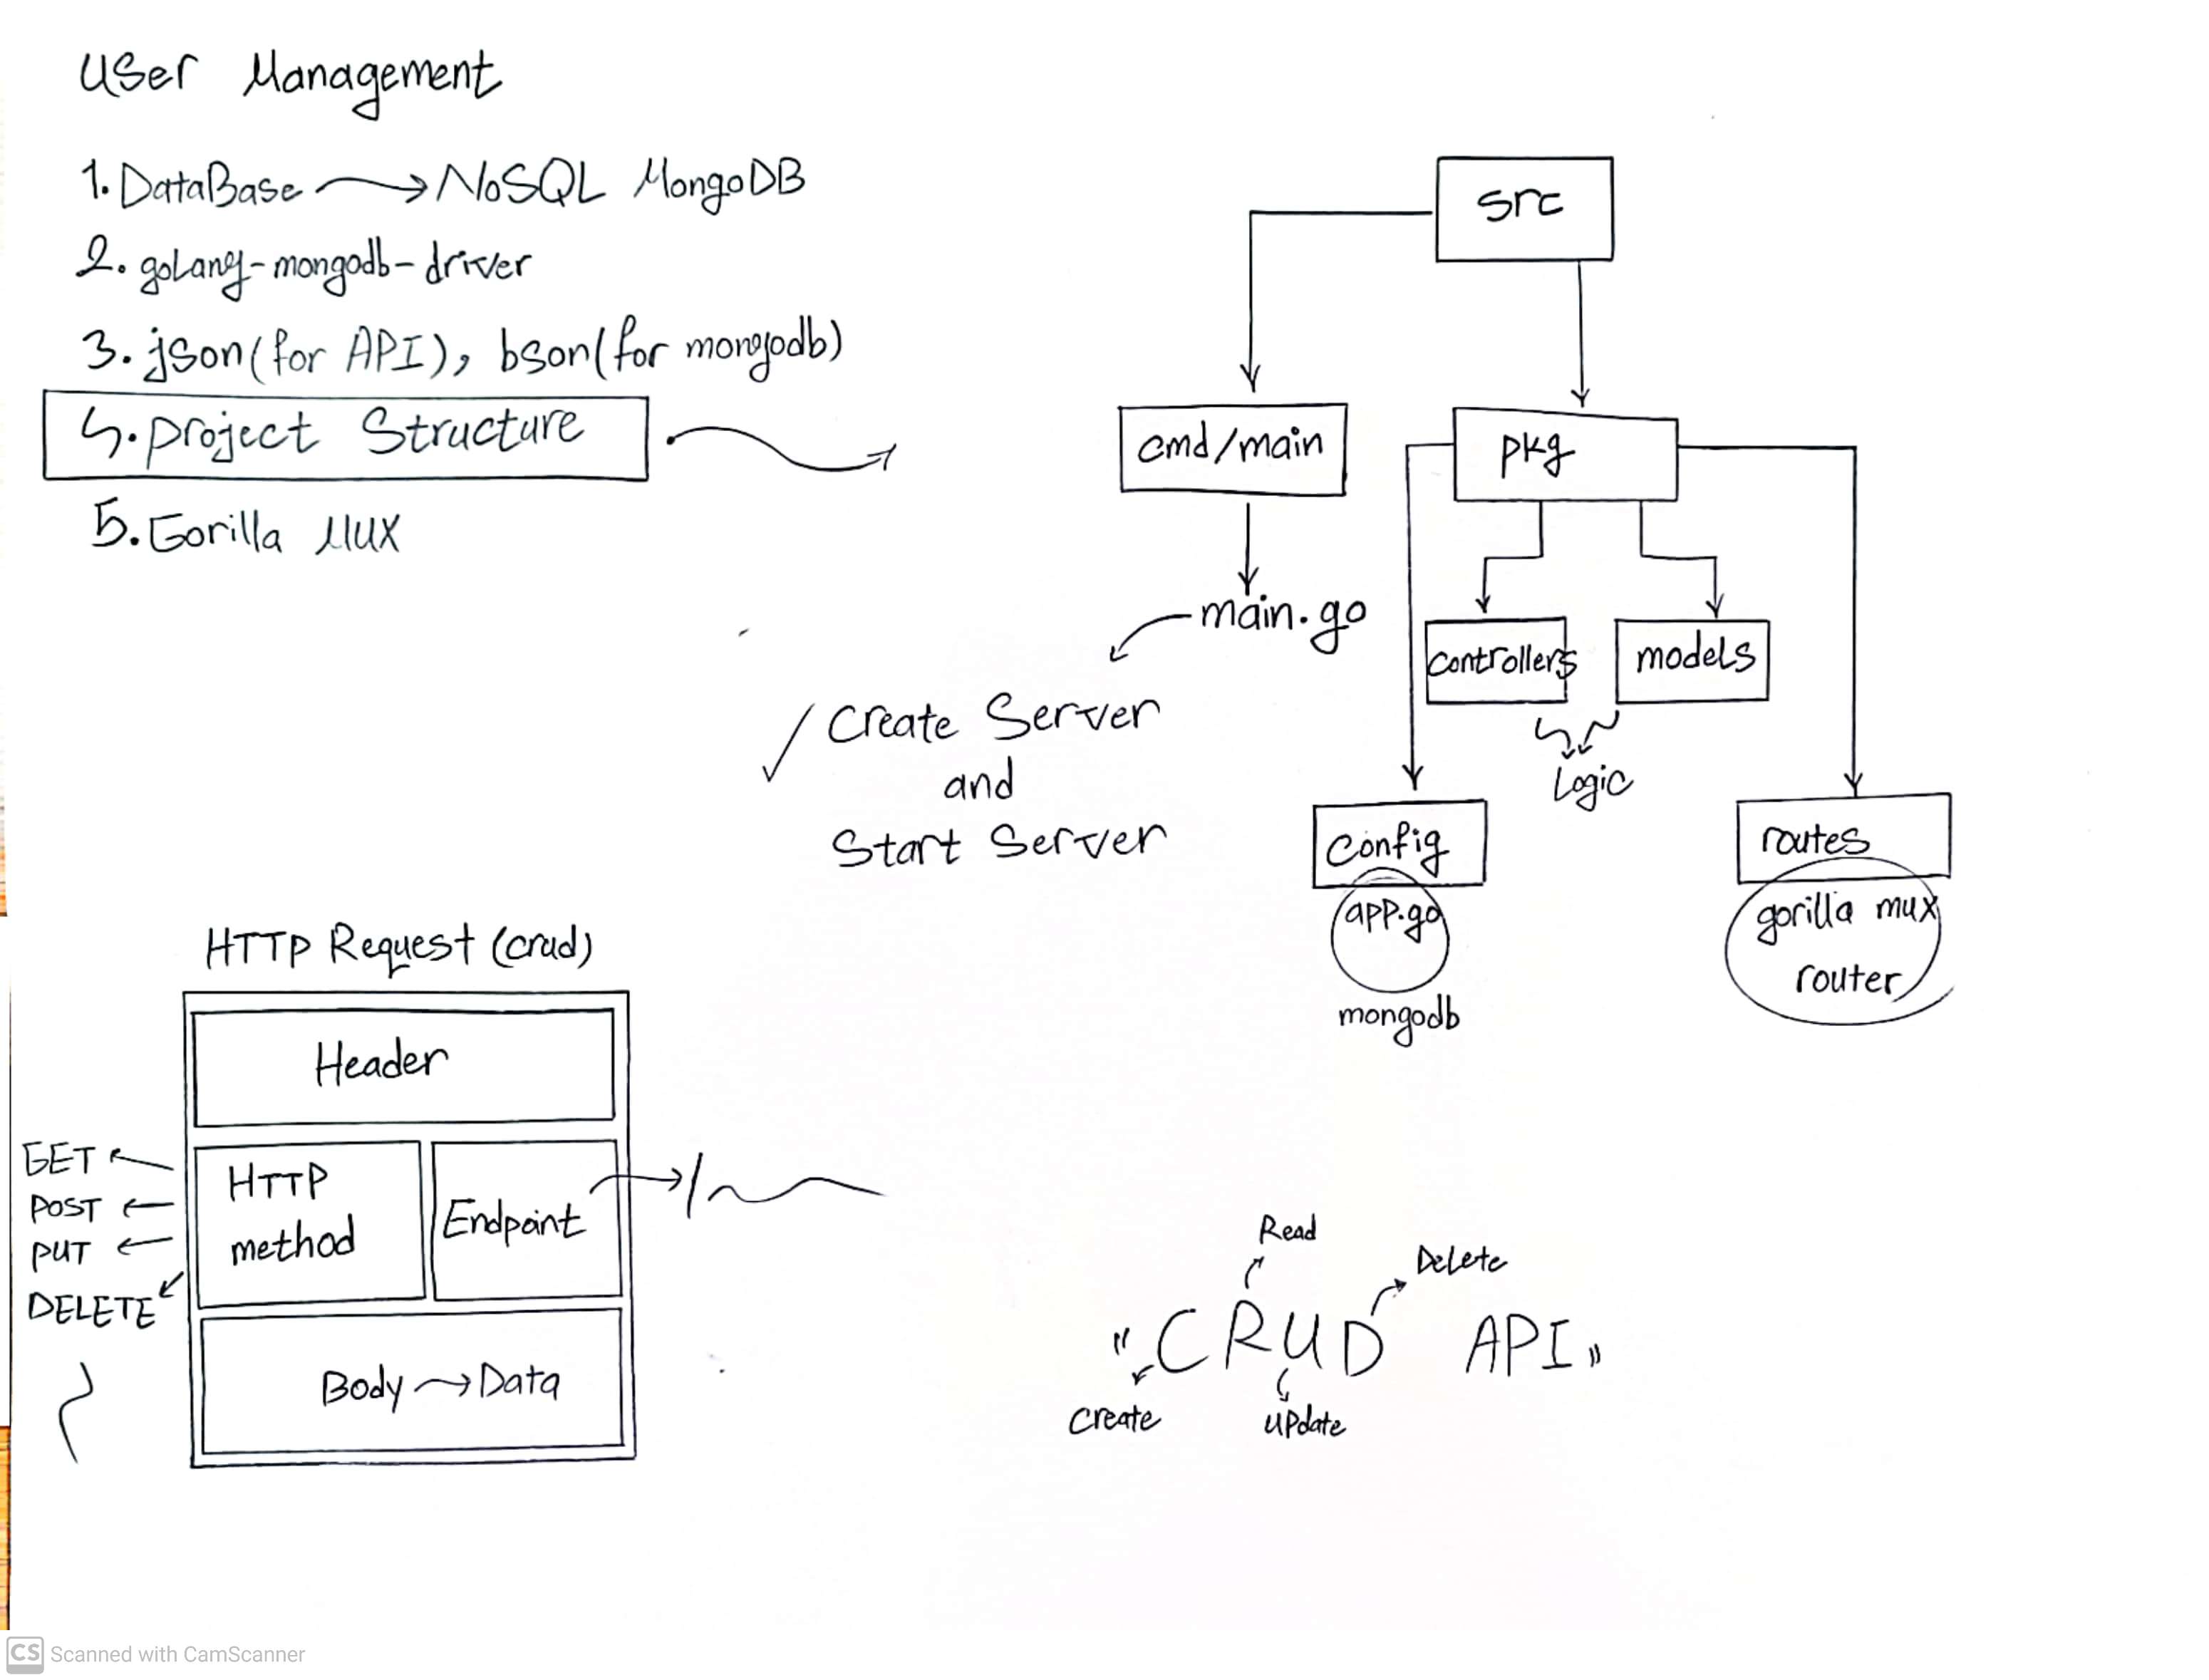 User Management
1. DataBase → NoSQL MongoDB
2. golang-mongodb-driver
3. json(for API), bson(for mongodb)
4. project Structure
5. Gorilla Mux
src
cmd/main
pkg
main.go
controllers
models
Logic
Create Server
and
Start Server
config
app.go
mongodb
routes
gorilla mux
router
HTTP Request (crud)
Header
GET
POST
PUT
DELETE
HTTP
method
Endpoint
Body → Data
Read
Delete
"CRUD API"
Create
update
CS Scanned with CamScanner